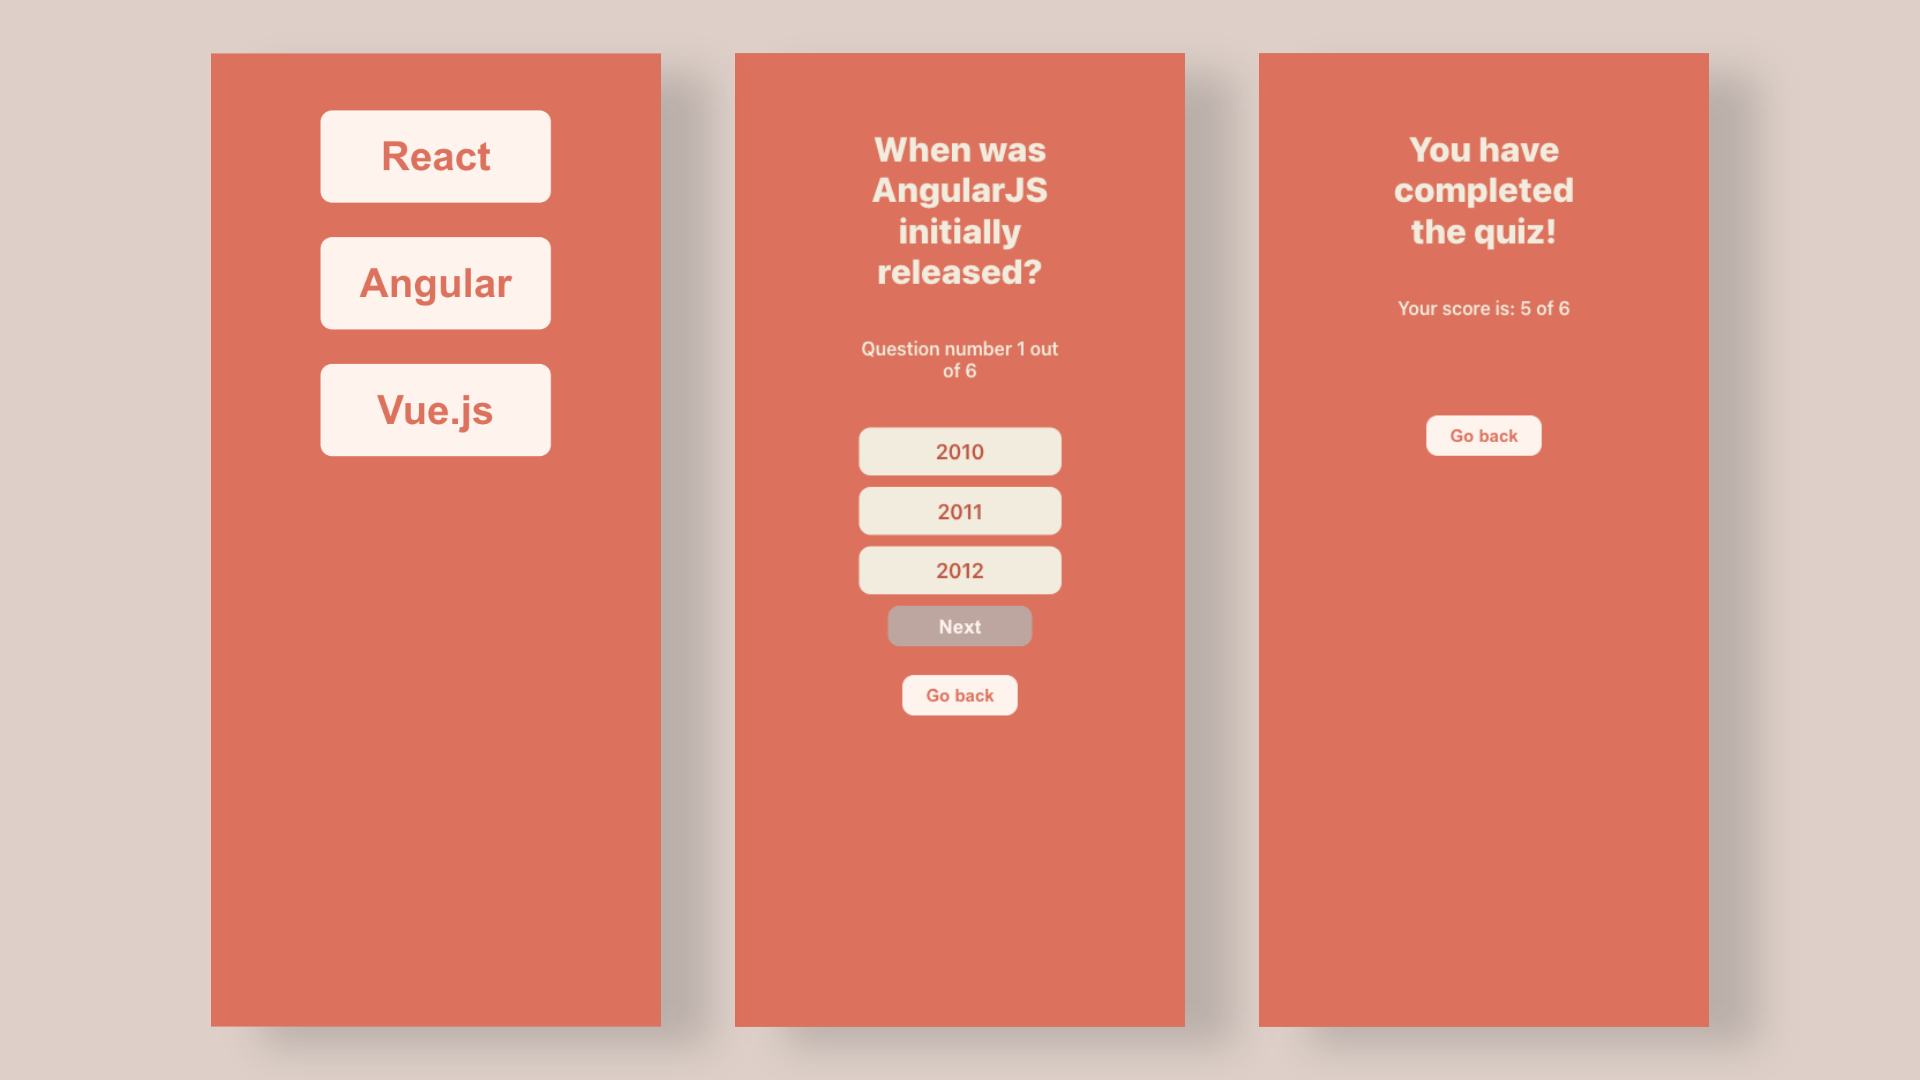 React
Angular
Vue.js
When was
AngularJS
initially
released?
Question number 1 out
of 6
2010
2011
2012
Next
Go back
You have
completed
the quiz!
Your score is: 5 of 6
Go back